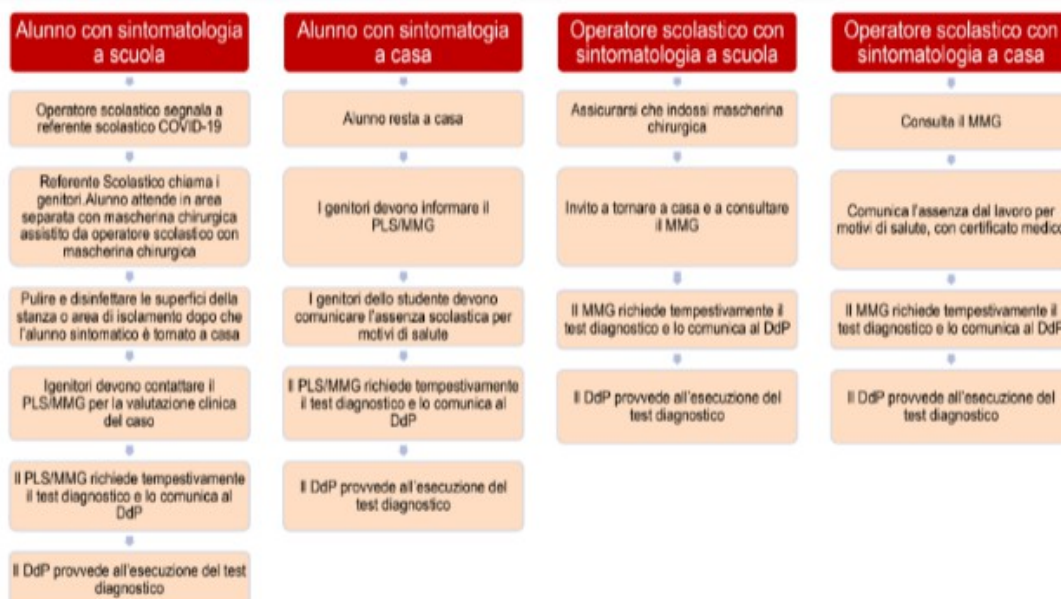 Alunno con sintomatologia
a scuola
Operatore scolastico segnala a
referente scolastico COVID-19
Referente Scolastico chiama i
genitori.Alunno attende in area
separata con mascherina chirurgica
assistito da operatore scolastico con
mascherina chirurgica
Pulire e disinfettare le superfici della
stanza o area di isolamento dopo che
l'alunno sintomatico è tornato a casa
Igenitori devono contattare il
PLS/MMG per la valutazione clinica
del caso
Il PLS/MMG richiede tempestivamente
il test diagnostico e lo comunica al
DdP
Il DdP provvede all'esecuzione del test
diagnostico
Alunno con sintomatogia
a casa
Alunno resta a casa
I genitori devono informare il
PLS/MMG
I genitori dello studente devono
comunicare l'assenza scolastica per
motivi di salute
Il PLS/MMG richiede tempestivamente
il test diagnostico e lo comunica al
DdP
Il DdP provvede all'esecuzione del
test diagnostico
Operatore scolastico con
sintomatologia a scuola
Assicurarsi che indossi mascherina
chirurgica
Invito a tornare a casa e a consultare
il MMG
Il MMG richiede tempestivamente il
test diagnostico e lo comunica al DdP
Il DdP provvede all'esecuzione del
test diagnostico
Operatore scolastico con
sintomatologia a casa
Consulta il MMG
Comunica l'assenza dal lavoro per
motivi di salute, con certificato medico
Il MMG richiede tempestivamente il
test diagnostico e lo comunica al DdP
Il DdP provvede all'esecuzione del
test diagnostico